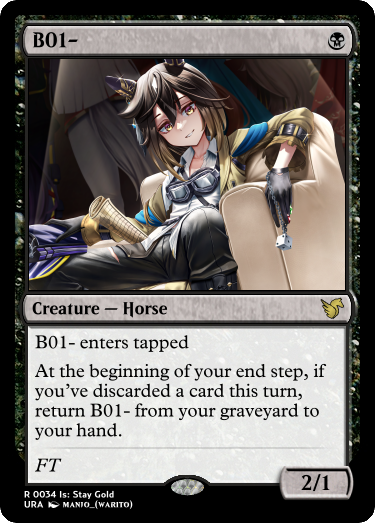 B01-
Creature — Horse
B01- enters tapped
At the beginning of your end step, if
you've discarded a card this turn,
return B01- from your graveyard to
your hand.
FT
2/1
R 0034 Is: Stay Gold
URA MANIO_(WARITO)